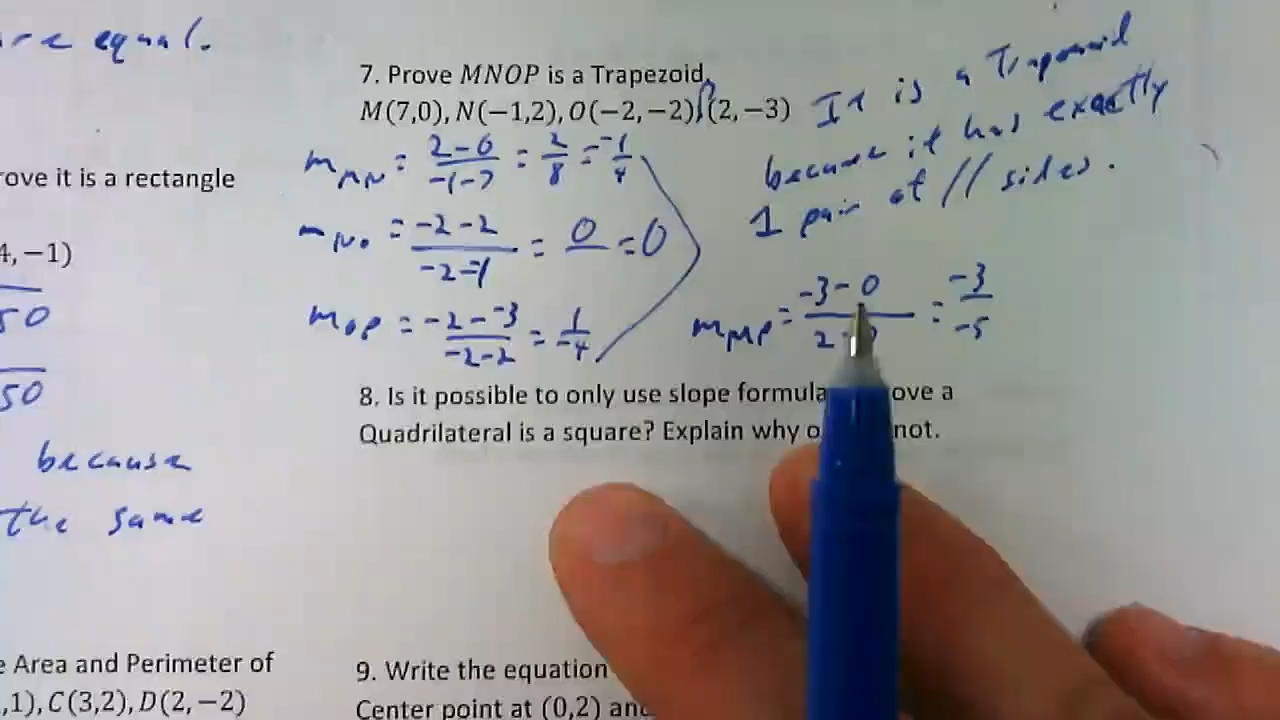 re equal.
7. Prove MNOP is a Trapezoid,
M(7,0), N(−1,2), O(−2,−2), P(2,−3)
It is a Trapezoid
because it has exactly
1 pair of // sides.
m_MN = (2-0)/(-1-7) = 2/8 = -1/4
m_NO = (-2-2)/(-2--1) = 0/ = 0
m_OP = (-2--3)/(-2-2) = 1/-4
m_MP = (-3-0)/(2- = -3/-5
rove it is a rectangle
4, −1)
50
50
because
the same
8. Is it possible to only use slope formula ove a
Quadrilateral is a square? Explain why o not.
e Area and Perimeter of
,1), C(3,2), D(2,−2)
9. Write the equation
Center point at (0,2) and